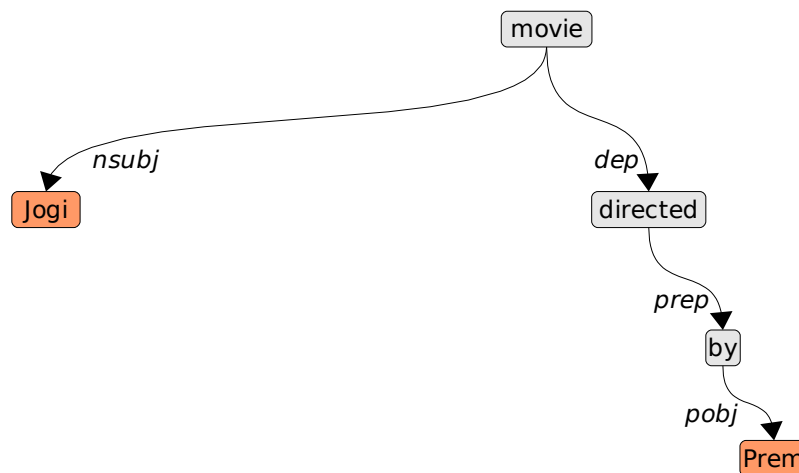 movie
nsubj
dep
Jogi
directed
prep
by
pobj
Prem